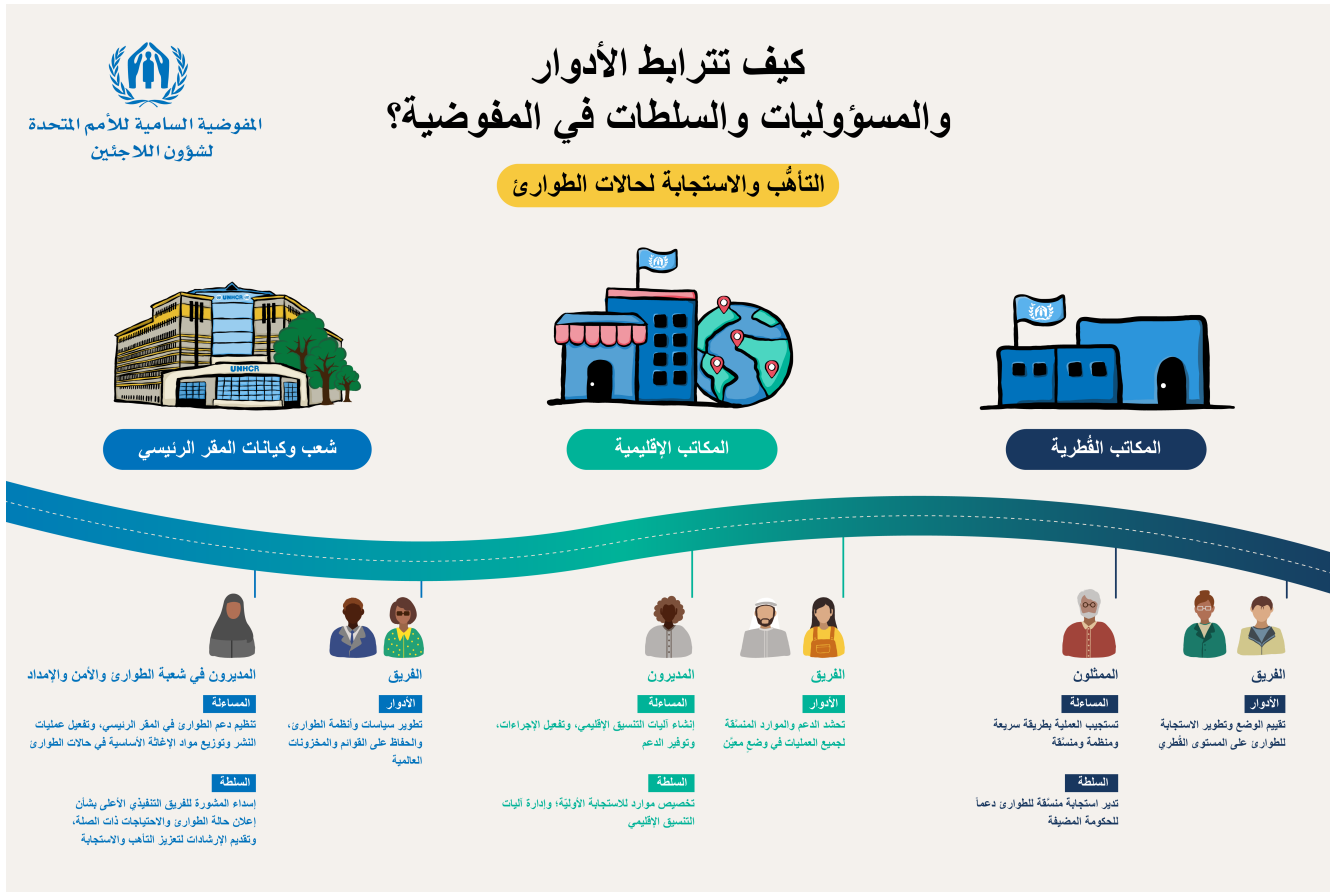 المفوضية السامية للأمم المتحدة
لشؤون اللاجئين
كيف تترابط الأدوار
والمسؤوليات والسلطات في المفوضية؟
التأهُّب والاستجابة لحالات الطوارئ
المكاتب القُطرية
المكاتب الإقليمية
UNHCR
UNHCR
شعب وكيانات المقر الرئيسي
الفريق
الأدوار
تقييم الوضع وتطوير الاستجابة
للطوارئ على المستوى القُطري
الممثلون
المساءلة
تستجيب العملية بطريقة سريعة
ومنظمة ومنسَّقة
السلطة
تدير استجابة منسَّقة للطوارئ دعماً
للحكومة المضيفة
الفريق
الأدوار
تحشد الدعم والموارد المنسَّقة
لجميع العمليات في وضع معيَّن
المديرون
المساءلة
إنشاء آليات التنسيق الإقليمي، وتفعيل الإجراءات،
وتوفير الدعم
السلطة
تخصيص موارد للاستجابة الأوليّة؛ وإدارة آليات
التنسيق الإقليمي
الفريق
الأدوار
تطوير سياسات وأنظمة الطوارئ،
والحفاظ على القوائم والمخزونات
العالمية
المديرون في شعبة الطوارئ والأمن والإمداد
المساءلة
تنظيم دعم الطوارئ في المقر الرئيسي، وتفعيل عمليات
النشر وتوزيع مواد الإغاثة الأساسية في حالات الطوارئ
السلطة
إسداء المشورة للفريق التنفيذي الأعلى بشأن
إعلان حالة الطوارئ والاحتياجات ذات الصلة،
وتقديم الإرشادات لتعزيز التأهب والاستجابة